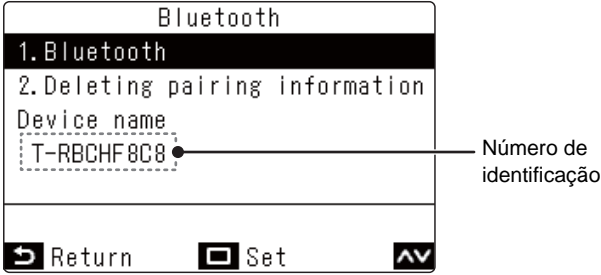 Bluetooth
1.Bluetooth
2.Deleting pairing information
Device name
T-RBCHF8C8
Número de
identificação
Return Set